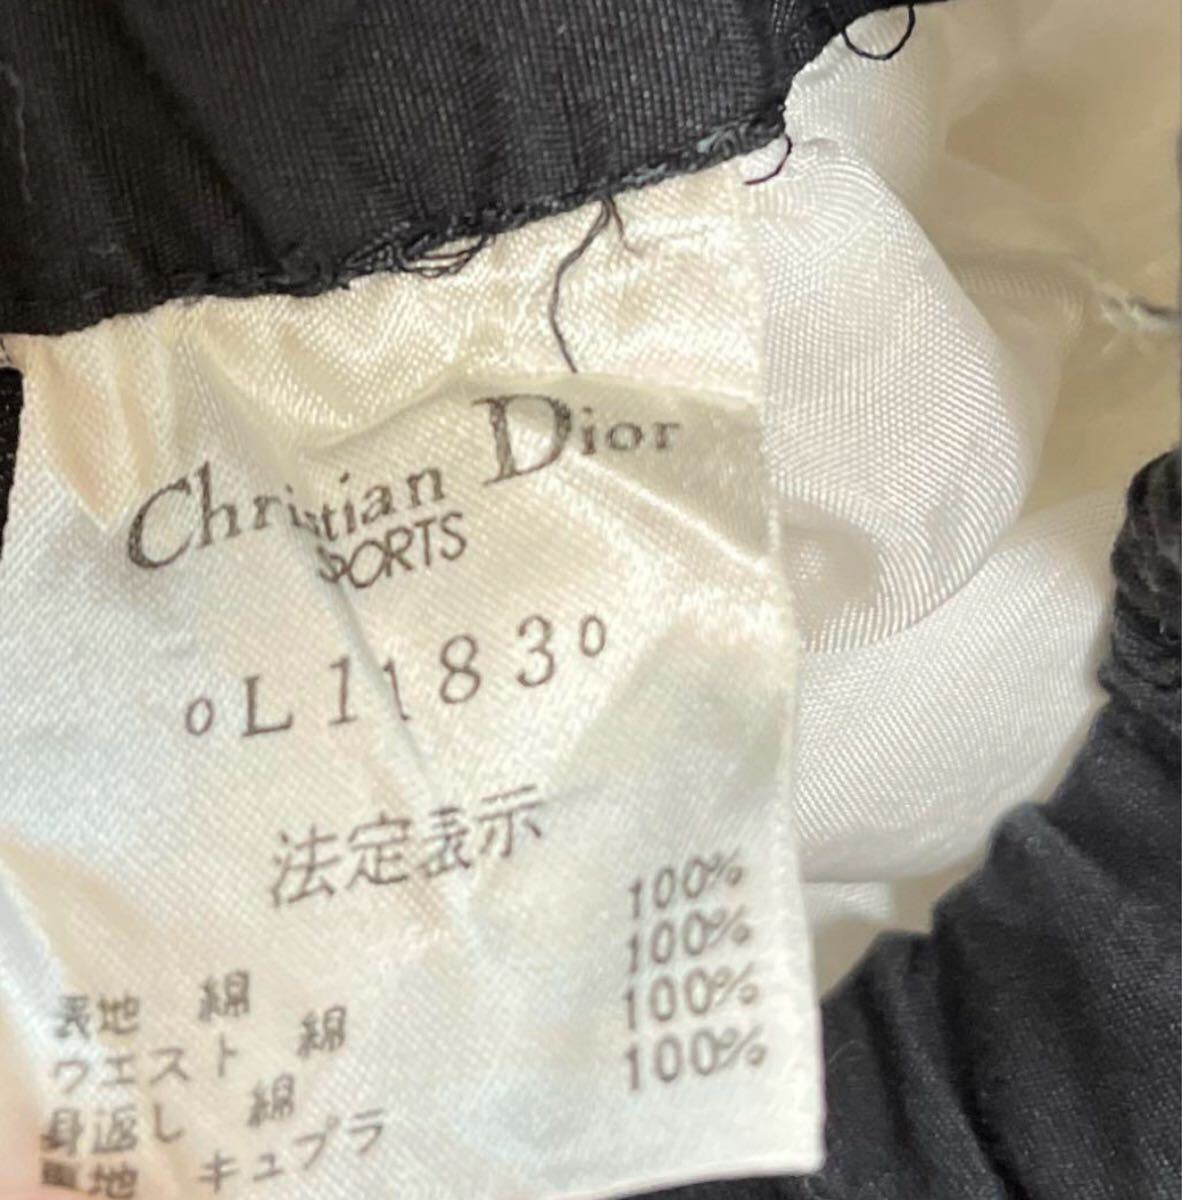 Christian Dior
SPORTS
o L 1183 o
法定表示
表地 綿 100%
ウエスト 綿 100%
身返し 綿 100%
裏地 キュプラ 100%